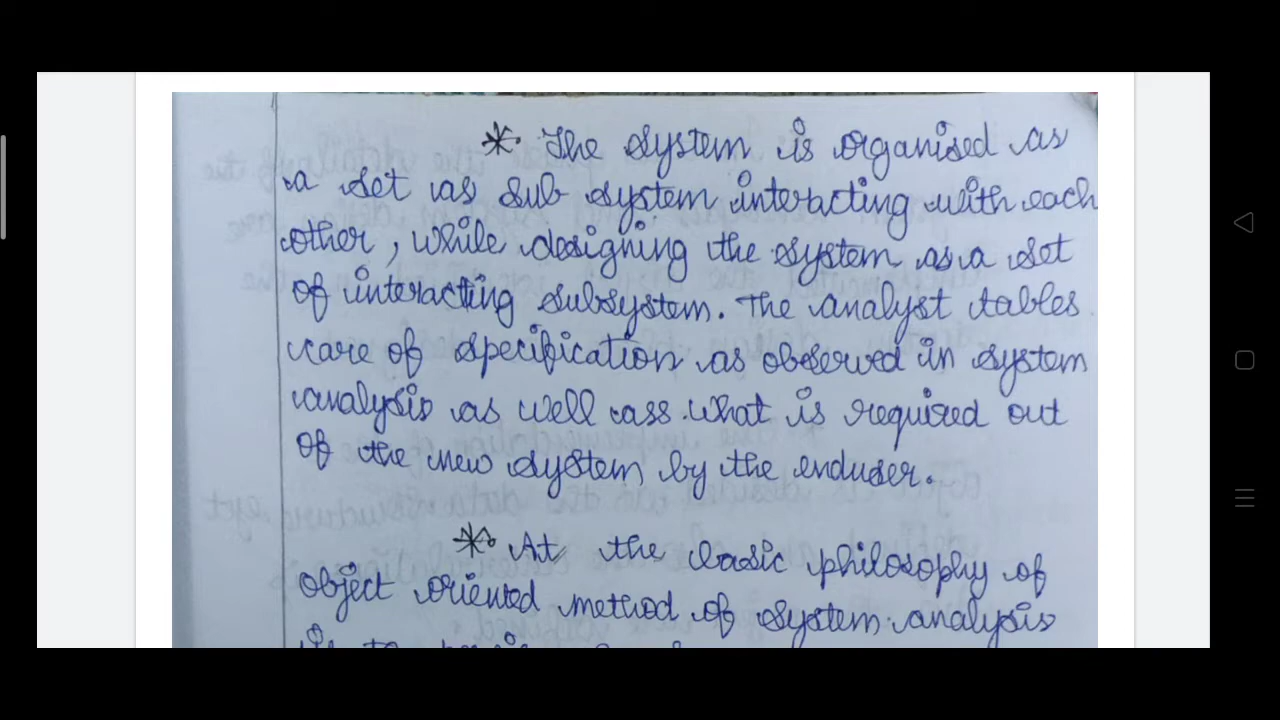 * The system is organised as
a set as sub system interacting with each
other, while designing the system as a set
of interacting subsystem. The analyst tables
care of specification as observed in system
analysis as well ass what is required out
of the new system by the enduser.
* At the basic philosophy of
object oriented method of system analysis
is to